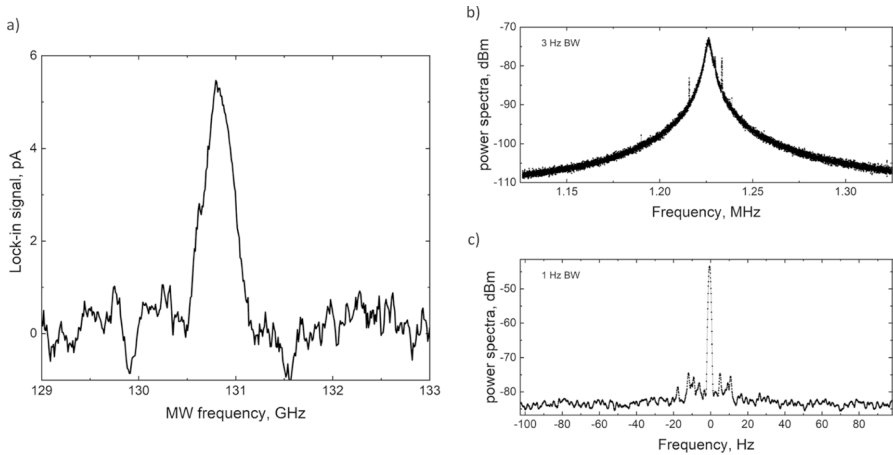 a)
Lock-in signal, pA
6
4
2
0
129
130
131
132
133
MW frequency, GHz
b)
3 Hz BW
power spectra, dBm
-70
-80
-90
-100
-110
1.15
1.20
1.25
1.30
Frequency, MHz
c)
1 Hz BW
power spectra, dBm
-50
-60
-70
-80
-100
-80
-60
-40
-20
0
20
40
60
80
Frequency, Hz